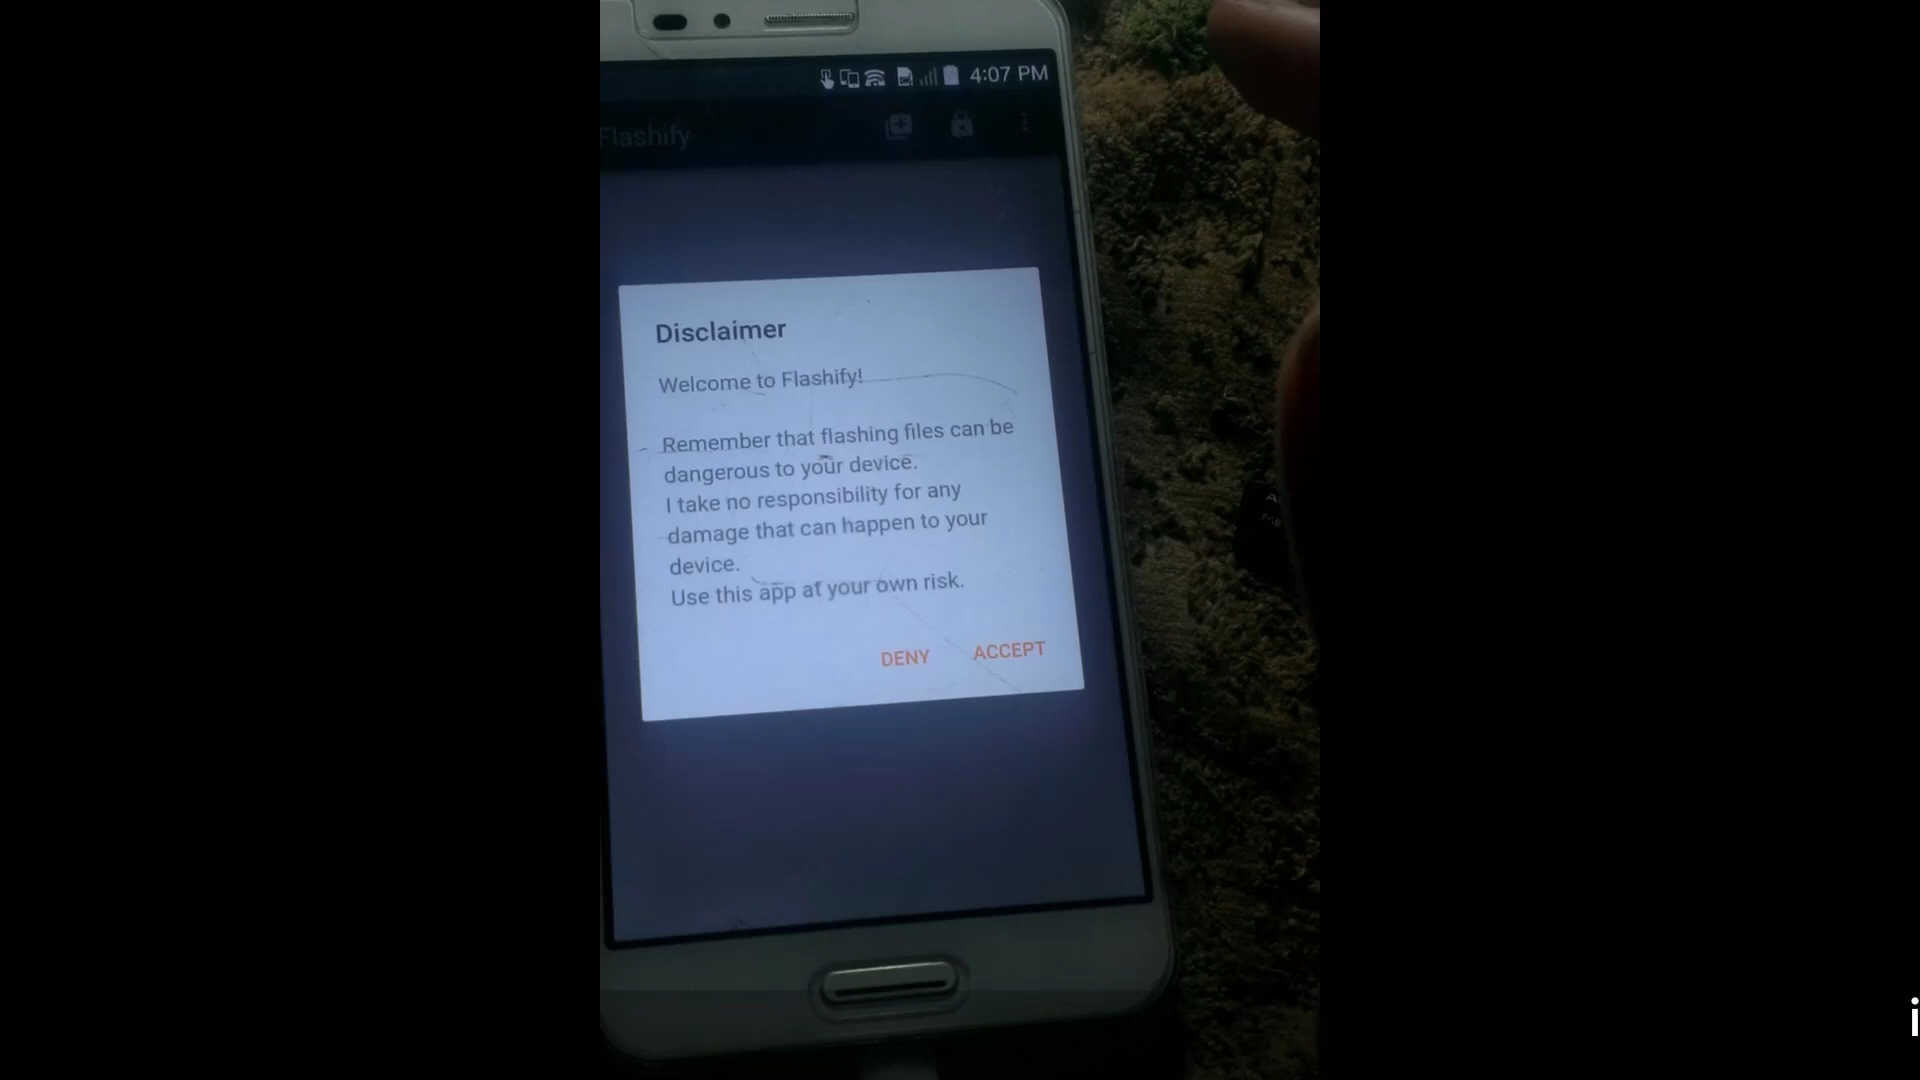 4:07 PM
Flashify
Disclaimer
Welcome to Flashify!
Remember that flashing files can be
dangerous to your device.
I take no responsibility for any
damage that can happen to your
device.
Use this app at your own risk.
DENY ACCEPT
i